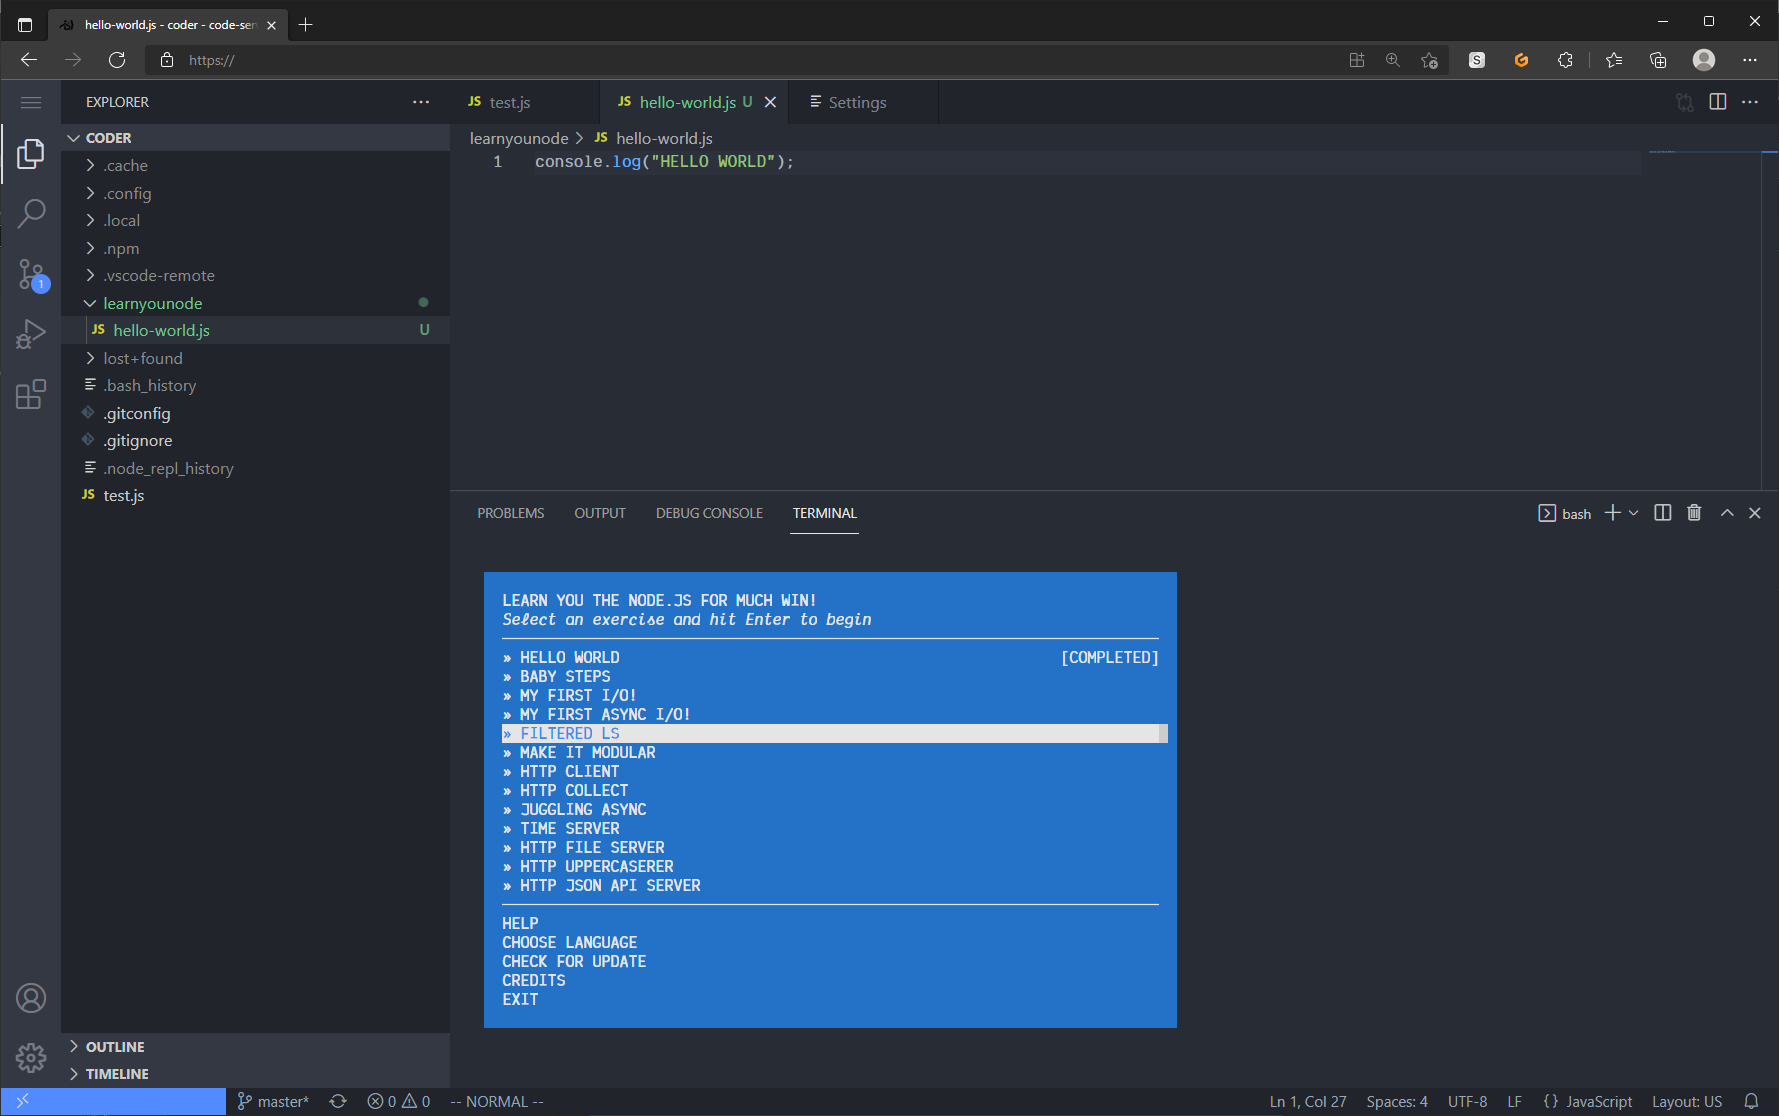 hello-world.js - coder - code-ser
https://
EXPLORER
CODER
.cache
.config
.local
.npm
.vscode-remote
learnyounode
JS hello-world.js U
lost+found
.bash_history
.gitconfig
.gitignore
.node_repl_history
JS test.js
OUTLINE
TIMELINE
1
JS test.js
JS hello-world.js U
Settings
learnyounode > JS hello-world.js
1 console.log("HELLO WORLD");
PROBLEMS OUTPUT DEBUG CONSOLE TERMINAL
bash
LEARN YOU THE NODE.JS FOR MUCH WIN!
Select an exercise and hit Enter to begin
» HELLO WORLD [COMPLETED]
» BABY STEPS
» MY FIRST I/O!
» MY FIRST ASYNC I/O!
» FILTERED LS
» MAKE IT MODULAR
» HTTP CLIENT
» HTTP COLLECT
» JUGGLING ASYNC
» TIME SERVER
» HTTP FILE SERVER
» HTTP UPPERCASERER
» HTTP JSON API SERVER
HELP
CHOOSE LANGUAGE
CHECK FOR UPDATE
CREDITS
EXIT
master* 0 0 -- NORMAL -- Ln 1, Col 27 Spaces: 4 UTF-8 LF {} JavaScript Layout: US